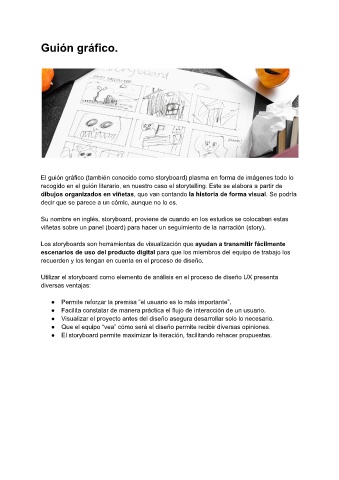 Guión gráfico.
storyboard
El guión gráfico (también conocido como storyboard) plasma en forma de imágenes todo lo
recogido en el guión literario, en nuestro caso el storytelling. Este se elabora a partir de
dibujos organizados en viñetas, que van contando la historia de forma visual. Se podría
decir que se parece a un cómic, aunque no lo es.
Su nombre en inglés, storyboard, proviene de cuando en los estudios se colocaban estas
viñetas sobre un panel (board) para hacer un seguimiento de la narración (story).
Los storyboards son herramientas de visualización que ayudan a transmitir fácilmente
escenarios de uso del producto digital para que los miembros del equipo de trabajo los
recuerden y los tengan en cuenta en el proceso de diseño.
Utilizar el storyboard como elemento de análisis en el proceso de diseño UX presenta
diversas ventajas:
● Permite reforzar la premisa “el usuario es lo más importante”,
● Facilita constatar de manera práctica el flujo de interacción de un usuario.
● Visualizar el proyecto antes del diseño asegura desarrollar solo lo necesario.
● Que el equipo “vea” cómo será el diseño permite recibir diversas opiniones.
● El storyboard permite maximizar la iteración, facilitando rehacer propuestas.